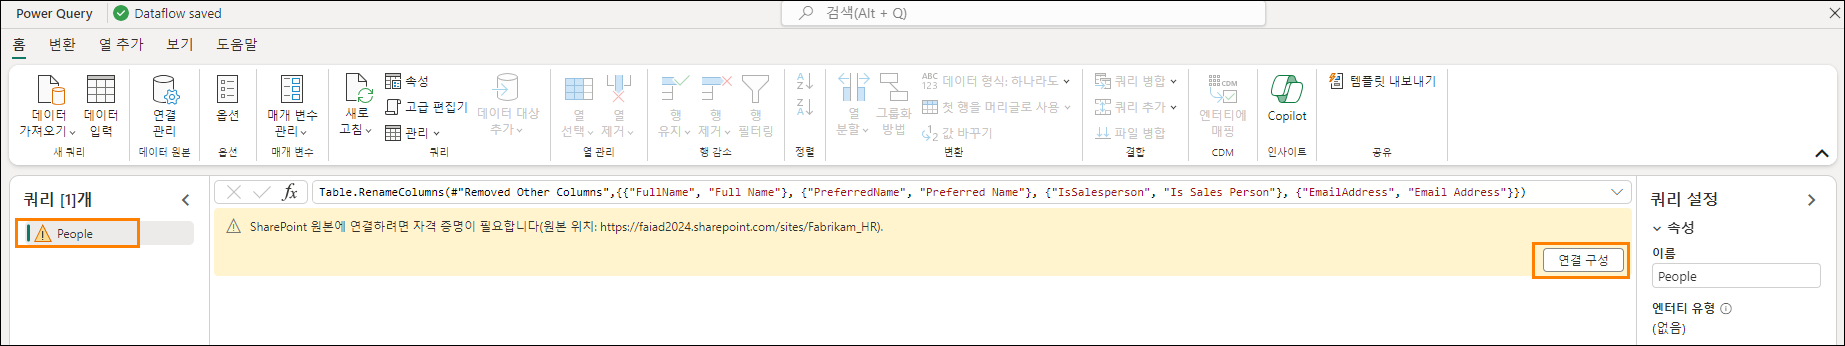 Power Query
Dataflow saved
검색(Alt + Q)
홈 변환 열 추가 보기 도움말
데이터 가져오기
데이터 입력
새 쿼리
연결 관리
데이터 원본
옵션
옵션
매개 변수 관리
매개 변수
새로 고침
속성
고급 편집기
관리
데이터 대상 추가
쿼리
열 선택
열 제거
열 관리
행 유지
행 제거
행 필터링
행 감소
정렬
열 분할
그룹화 방법
데이터 형식: 하나라도
첫 행을 머리글로 사용
값 바꾸기
변환
쿼리 병합
쿼리 추가
파일 병합
결합
CDM
엔터티에 매핑
CDM
Copilot
인사이트
템플릿 내보내기
공유
쿼리 [1]개
People
fx
Table.RenameColumns(#"Removed Other Columns",{{"FullName", "Full Name"}, {"PreferredName", "Preferred Name"}, {"IsSalesperson", "Is Sales Person"}, {"EmailAddress", "Email Address"}})
SharePoint 원본에 연결하려면 자격 증명이 필요합니다(원본 위치: https://faiad2024.sharepoint.com/sites/Fabrikam_HR).
연결 구성
쿼리 설정
속성
이름
People
엔터티 유형
(없음)